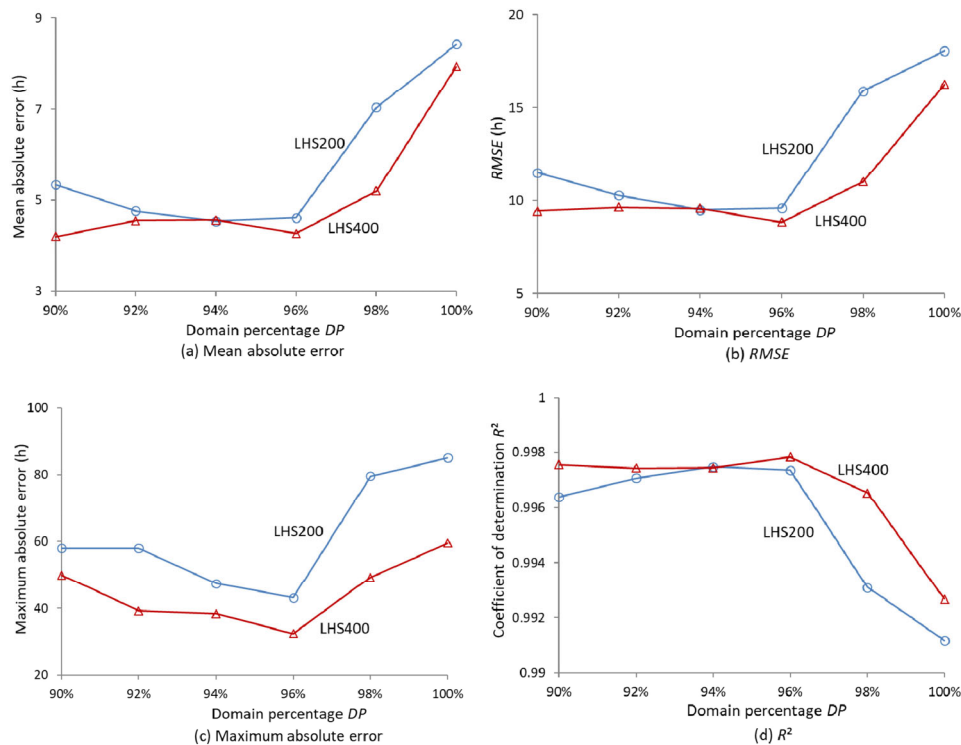 9
7
5
3
Mean absolute error (h)
LHS200
LHS400
90%
92%
94%
96%
98%
100%
Domain percentage DP
(a) Mean absolute error
20
15
10
5
RMSE (h)
LHS200
LHS400
90%
92%
94%
96%
98%
100%
Domain percentage DP
(b) RMSE
100
80
60
40
20
Maximum absolute error (h)
LHS200
LHS400
90%
92%
94%
96%
98%
100%
Domain percentage DP
(c) Maximum absolute error
1
0.998
0.996
0.994
0.992
0.99
Coefficient of determination R²
LHS400
LHS200
90%
92%
94%
96%
98%
100%
Domain percentage DP
(d) R²